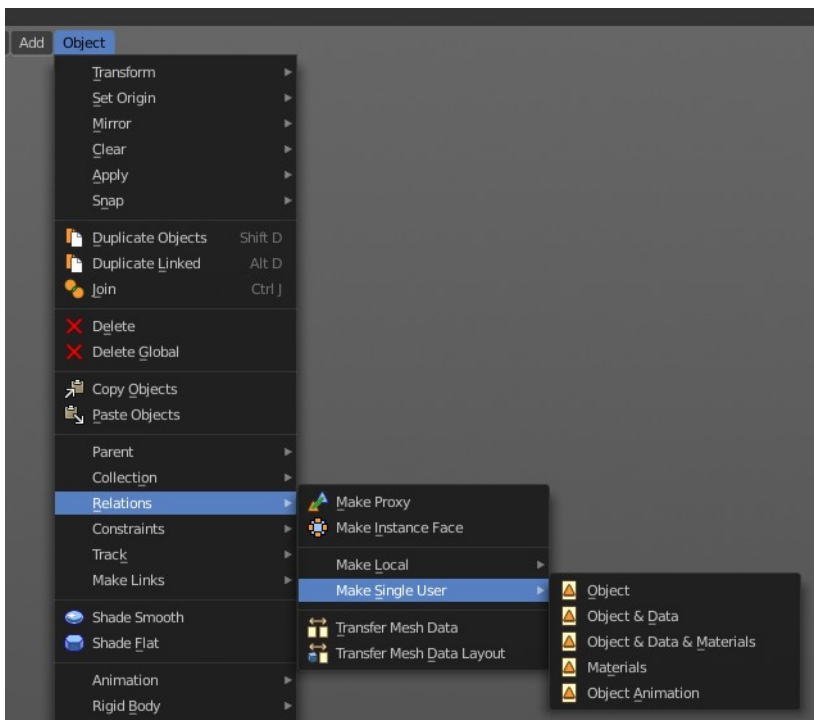 Add Object
Transform
Set Origin
Mirror
Clear
Apply
Snap
Duplicate Objects Shift D
Duplicate Linked Alt D
Join Ctrl J
Delete
Delete Global
Copy Objects
Paste Objects
Parent
Collection
Relations
Constraints
Track
Make Links
Shade Smooth
Shade Flat
Animation
Rigid Body
Make Proxy
Make Instance Face
Make Local
Make Single User
Transfer Mesh Data
Transfer Mesh Data Layout
Object
Object & Data
Object & Data & Materials
Materials
Object Animation